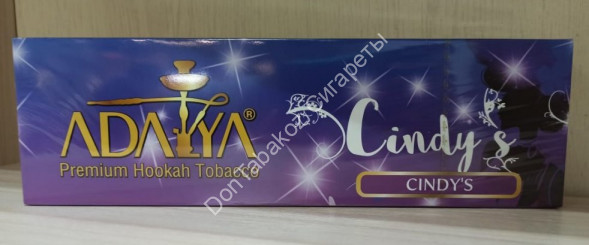 ADALYA®
Premium Hookah Tobacco
Cindy's
CINDY'S
DonТабакоСигареты